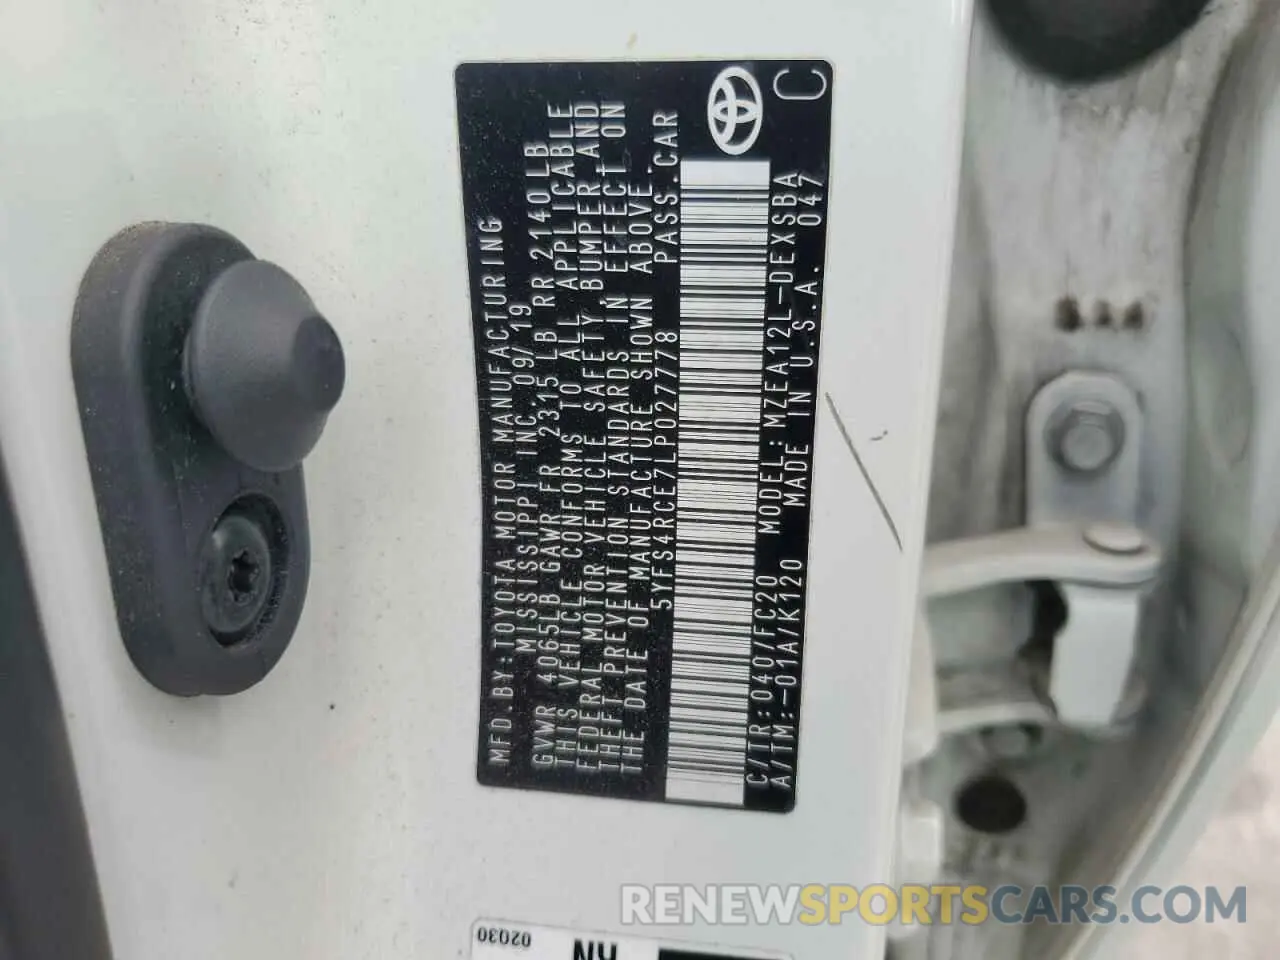 MFD.BY:TOYOTA MOTOR MANUFACTURING
MISSISSIPPI INC. 09/19
GVWR 4065LB GAWR FR 2315 LB RR 2140LB
THIS VEHICLE CONFORMS TO ALL APPLICABLE
FEDERAL MOTOR VEHICLE SAFETY, BUMPER AND
THEFT PREVENTION STANDARDS IN EFFECT ON
THE DATE OF MANUFACTURE SHOWN ABOVE.
5YFS4RCE7LP027778 PASS.CAR
C/TR:040/FC20 MODEL:MZEA12L-DEXSBA
A/TM:-01A/K120 MADE IN U.S.A. 047
C
02030
RENEWSPORTSCARS.COM